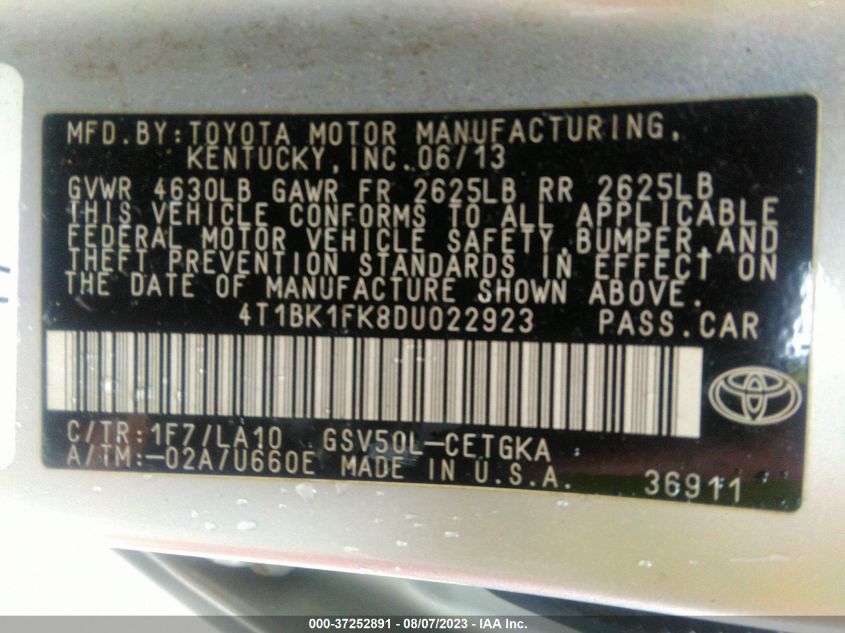 MFD.BY:TOYOTA MOTOR MANUFACTURING,
KENTUCKY,INC.06/13
GVWR 4630LB GAWR FR 2625LB RR 2625LB
THIS VEHICLE CONFORMS TO ALL APPLICABLE
FEDERAL MOTOR VEHICLE SAFETY,BUMPER,AND
THEFT PREVENTION STANDARDS IN EFFECT ON
THE DATE OF MANUFACTURE SHOWN ABOVE.
4T1BK1FK8DU022923 PASS.CAR
C/TR:1F7/LA10 GSV50L-CETGKA
A/TM:-02A/U660E MADE IN U.S.A. 36911
000-37252891 - 08/07/2023 - IAA Inc.